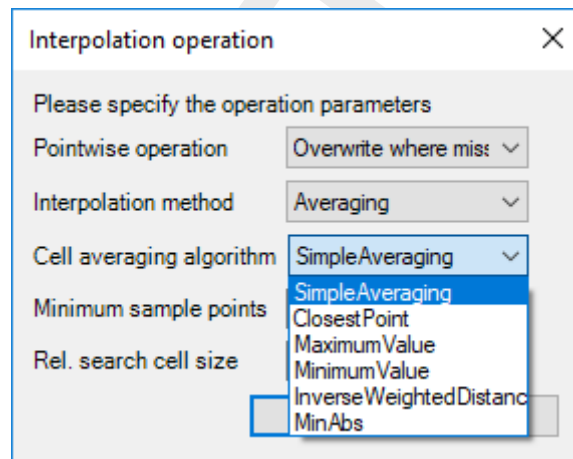 Interpolation operation
Please specify the operation parameters
Pointwise operation Overwrite where miss
Interpolation method Averaging
Cell averaging algorithm SimpleAveraging
SimpleAveraging
Minimum sample points ClosestPoint
MaximumValue
Rel. search cell size MinimumValue
InverseWeightedDistanc
MinAbs